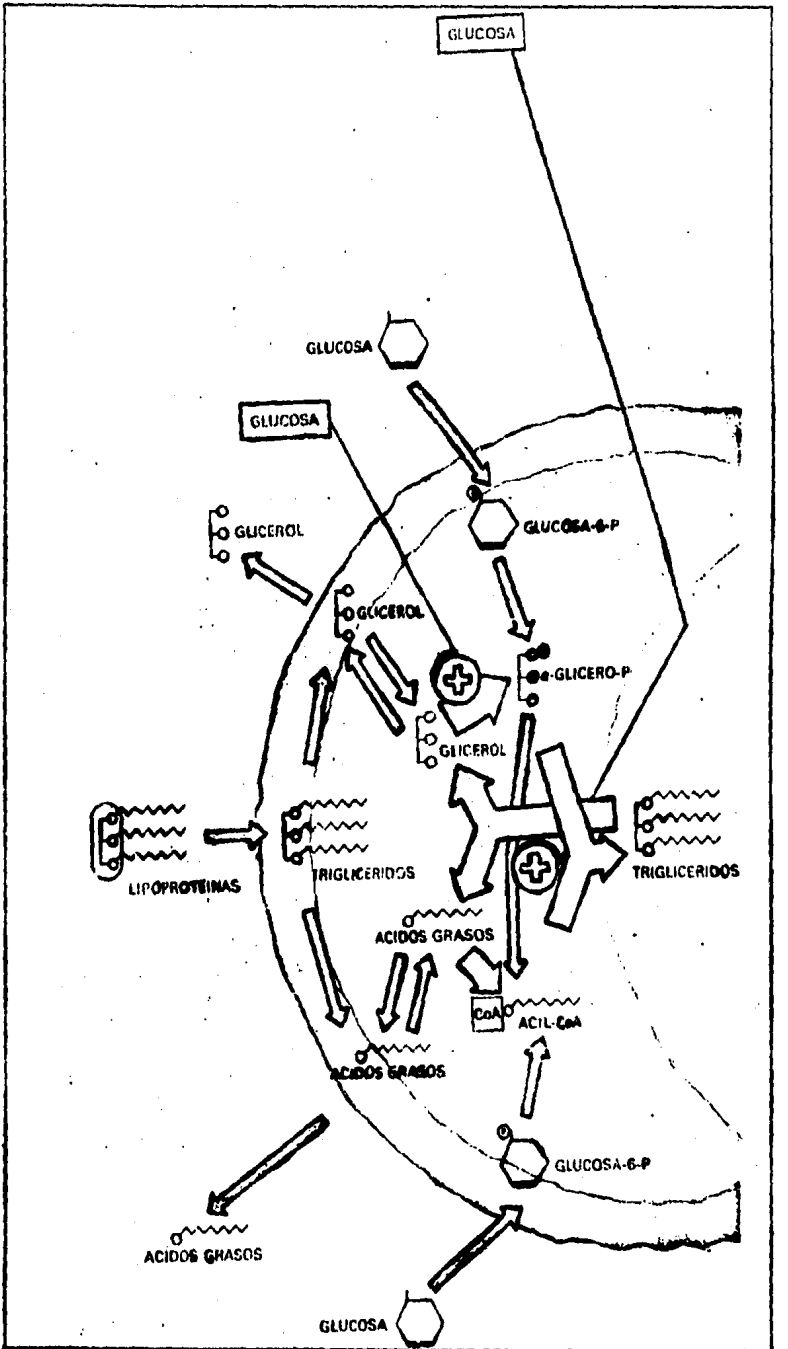 GLUCOSA
GLUCOSA
GLUCOSA
GLICEROL
GLUCOSA-6-P
GLICEROL
α-GLICERO-P
GLICEROL
LIPOPROTEINAS
TRIGLICERIDOS
TRIGLICERIDOS
ACIDOS GRASOS
CoA
ACIL-CoA
ACIDOS GRASOS
GLUCOSA-6-P
ACIDOS GRASOS
GLUCOSA